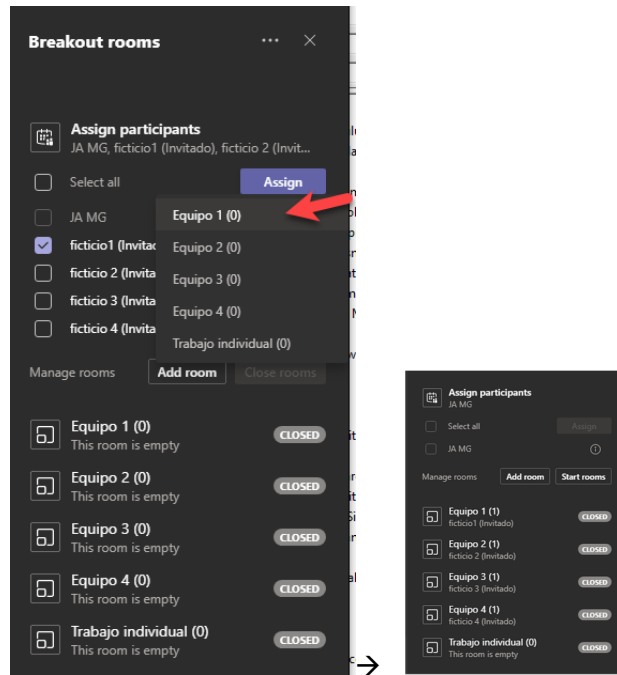 Breakout rooms
Assign participants
JA MG, ficticio1 (Invitado), ficticio 2 (Invit...
Select all
Assign
JA MG
Equipo 1 (0)
ficticio1 (Invitad
Equipo 2 (0)
ficticio 2 (Invita
Equipo 3 (0)
ficticio 3 (Invita
Equipo 4 (0)
ficticio 4 (Invita
Trabajo individual (0)
Manage rooms Add room Close rooms
Equipo 1 (0)
This room is empty
CLOSED
Equipo 2 (0)
This room is empty
CLOSED
Equipo 3 (0)
This room is empty
CLOSED
Equipo 4 (0)
This room is empty
CLOSED
Trabajo individual (0)
This room is empty
CLOSED
→
Assign participants
JA MG
Select all
Assign
JA MG
Manage rooms Add room Start rooms
Equipo 1 (1)
ficticio1 (Invitado)
CLOSED
Equipo 2 (1)
ficticio 2 (Invitado)
CLOSED
Equipo 3 (1)
ficticio 3 (Invitado)
CLOSED
Equipo 4 (1)
ficticio 4 (Invitado)
CLOSED
Trabajo individual (0)
This room is empty
CLOSED